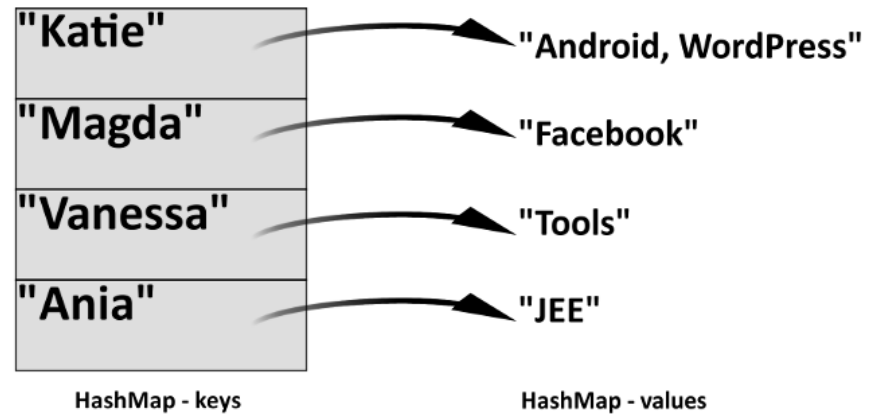 "Katie"
"Android, WordPress"
"Magda"
"Facebook"
"Vanessa"
"Tools"
"Ania"
"JEE"
HashMap - keys
HashMap - values